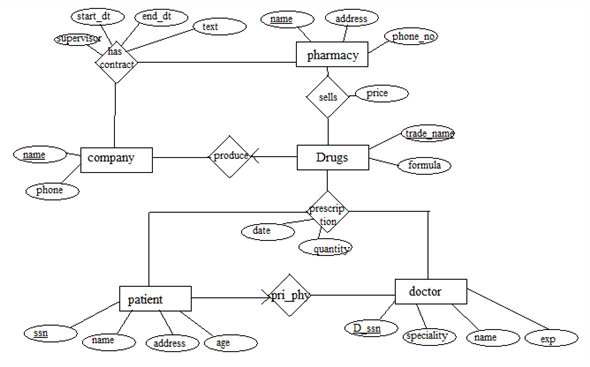 start_dt
end_dt
text
supervisor
has
contract
name
address
phone_no
pharmacy
sells
price
name
phone
company
produce
Drugs
trade_name
formula
prescrip
tion
date
quantity
patient
pri_phy
doctor
ssn
name
address
age
D_ssn
speciality
name
exp